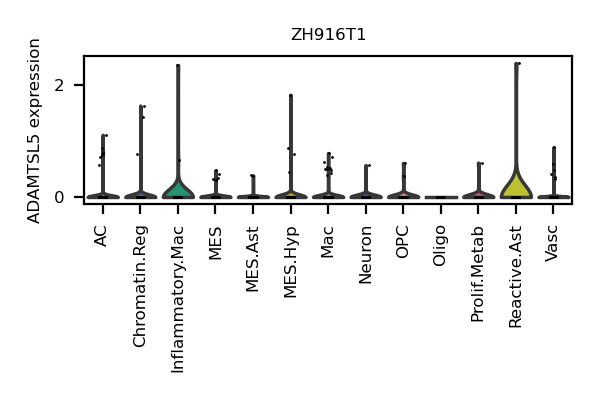 ZH916T1
ADAMTSL5 expression
2
0
AC
Chromatin.Reg
Inflammatory.Mac
MES
MES.Ast
MES.Hyp
Mac
Neuron
OPC
Oligo
Prolif.Metab
Reactive.Ast
Vasc